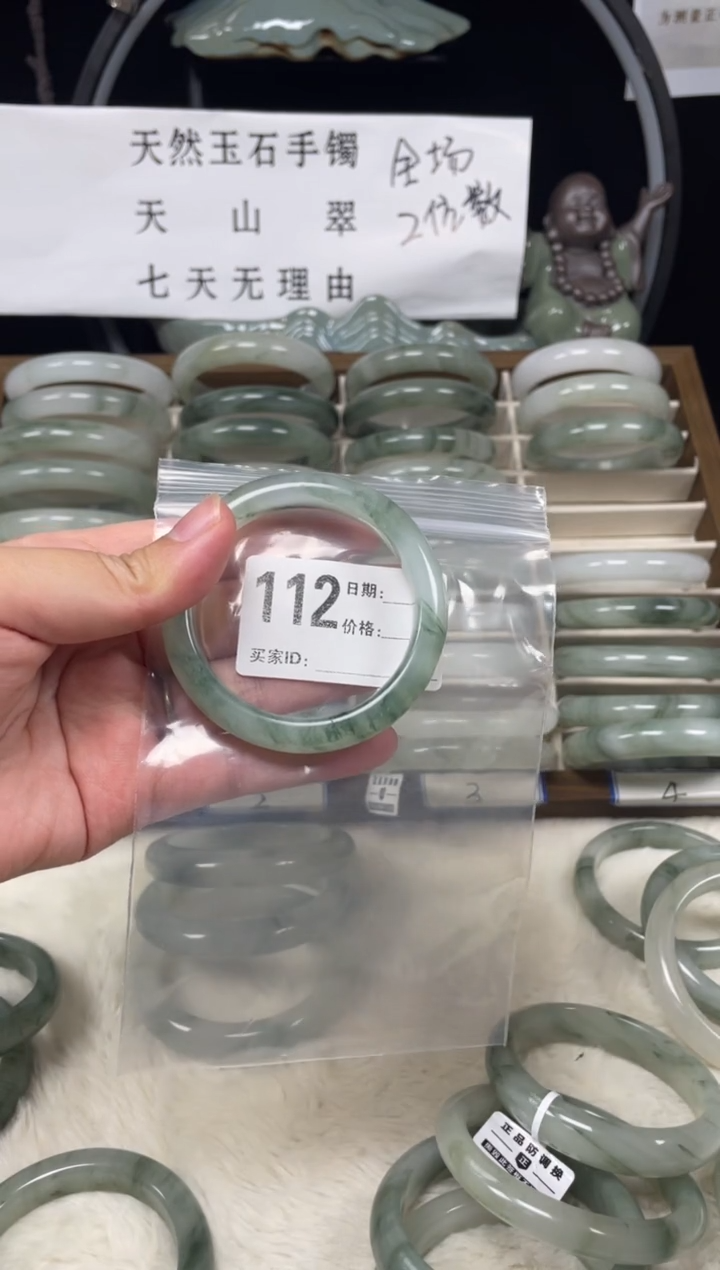 天然玉石手镯
天山翠
七天无理由
全场
2位数
112
日期:
价格:
买家ID:
2
3
4
正品防调换
正